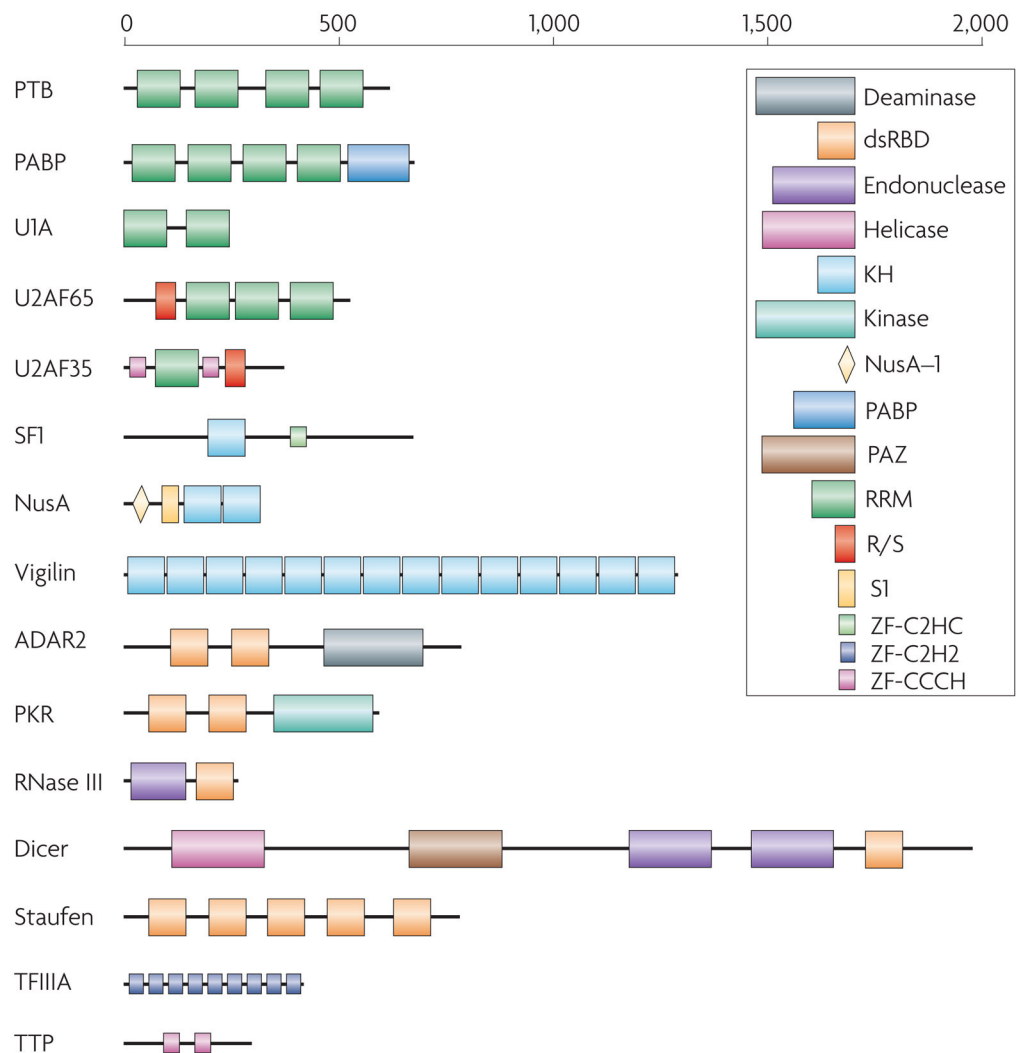 0 500 1,000 1,500 2,000
PTB
PABP
U1A
U2AF65
U2AF35
SF1
NusA
Vigilin
ADAR2
PKR
RNase III
Dicer
Staufen
TFIIIA
TTP
Deaminase
dsRBD
Endonuclease
Helicase
KH
Kinase
NusA–1
PABP
PAZ
RRM
R/S
S1
ZF-C2HC
ZF-C2H2
ZF-CCCH